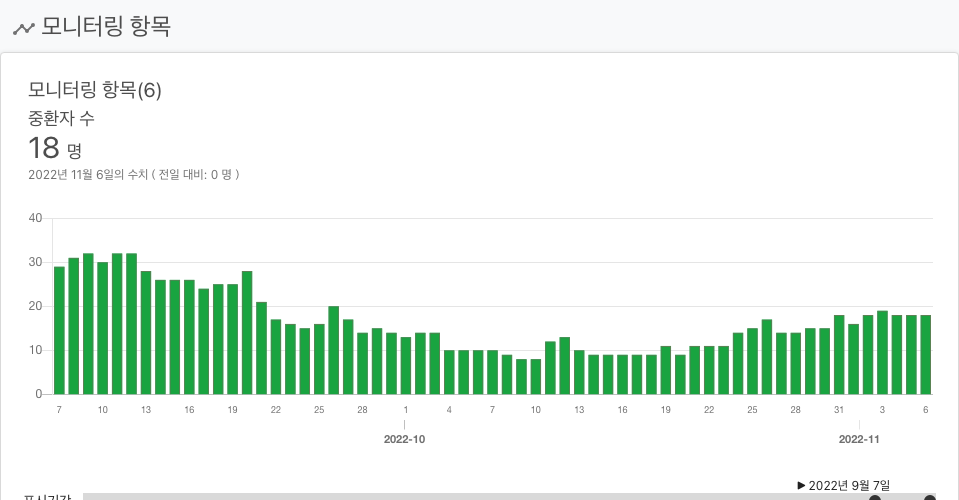 모니터링 항목
모니터링 항목(6)
중환자 수
18 명
2022년 11월 6일의 수치 ( 전일 대비: 0 명 )
40
30
20
10
0
7 10 13 16 19 22 25 28 1 4 7 10 13 16 19 22 25 28 31 3 6
2022-10 2022-11
▶ 2022년 9월 7일
표시기간